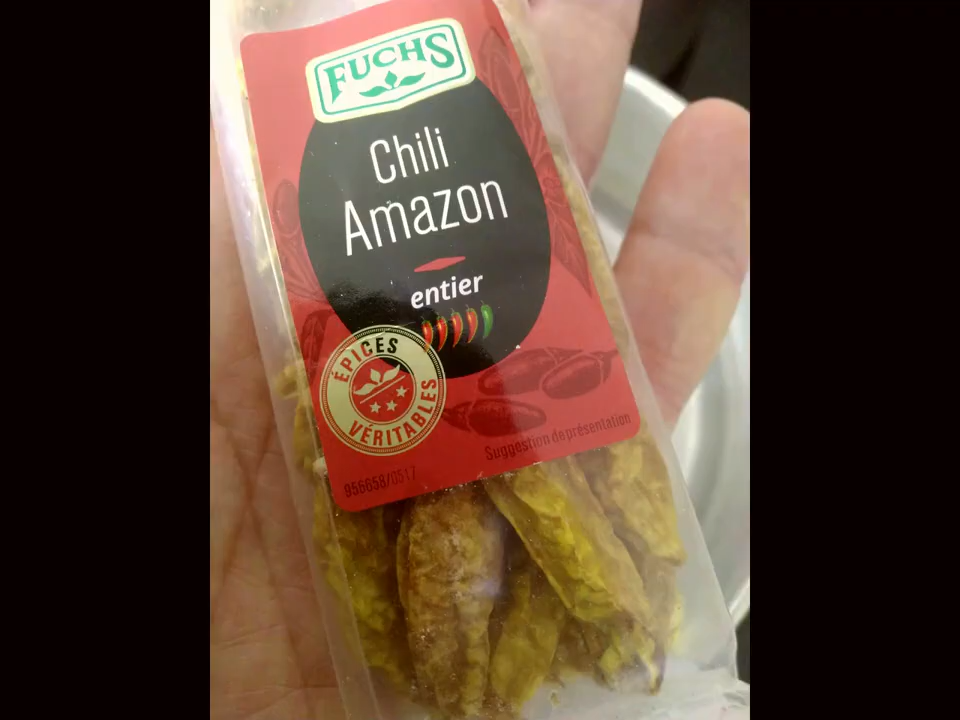 FUCHS
Chili
Amazon
entier
ÉPICES
VÉRITABLES
Suggestion de présentation
956658/0517